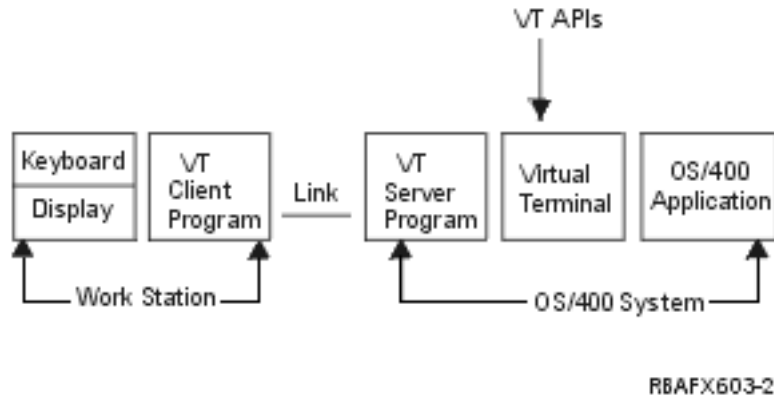 VT APIs
Keyboard
Display
VT
Client
Program
Link
VT
Server
Program
Virtual
Terminal
OS/400
Application
Work Station
OS/400 System
RBAFX603-2